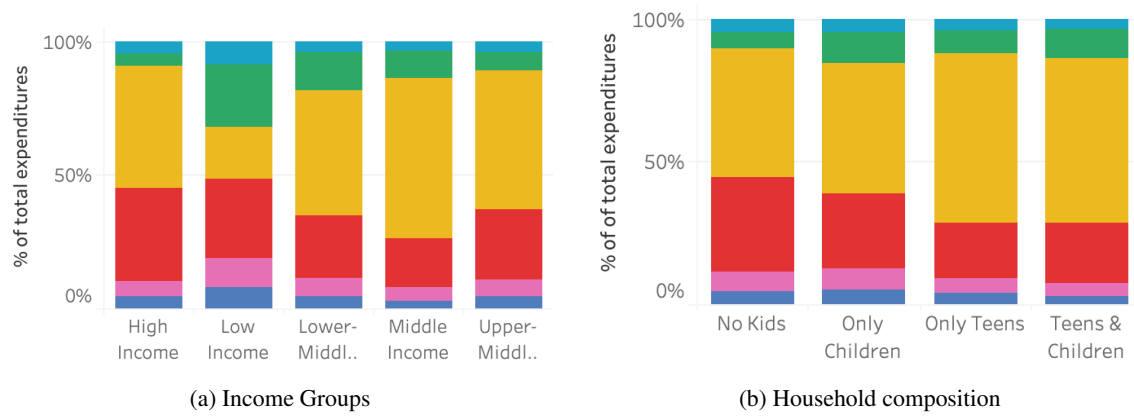 % of total expenditures
100%
50%
0%
High
Income
Low
Income
Lower-
Middl..
Middle
Income
Upper-
Middl..
(a) Income Groups
% of of total expenditures
100%
50%
0%
No Kids
Only
Children
Only Teens
Teens &
Children
(b) Household composition